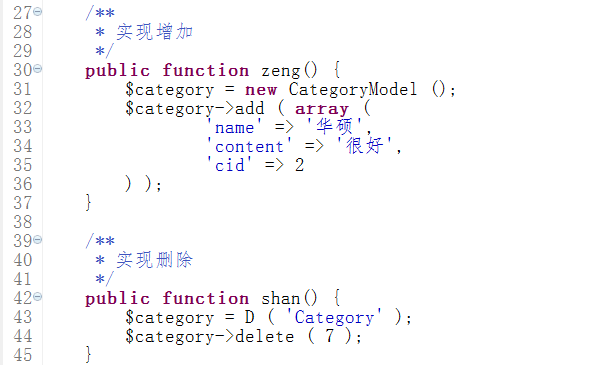 27 /**
28 * 实现增加
29 */
30 public function zeng() {
31 $category = new CategoryModel ();
32 $category->add ( array (
33 'name' => '华硕',
34 'content' => '很好',
35 'cid' => 2
36 ) );
37 }
38
39 /**
40 * 实现删除
41 */
42 public function shan() {
43 $category = D ( 'Category' );
44 $category->delete ( 7 );
45 }